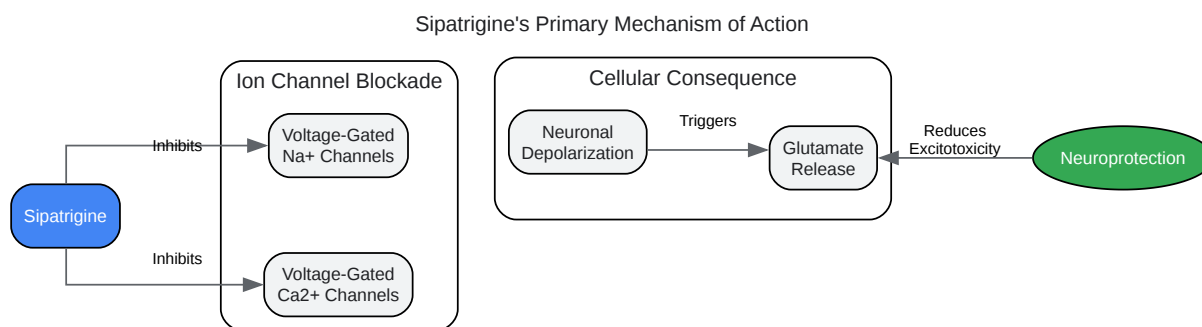 Sipatrigine's Primary Mechanism of Action
Ion Channel Blockade
Cellular Consequence
Sipatrigine
Inhibits
Voltage-Gated
Na+ Channels
Inhibits
Voltage-Gated
Ca2+ Channels
Neuronal
Depolarization
Triggers
Glutamate
Release
Reduces
Excitotoxicity
Neuroprotection